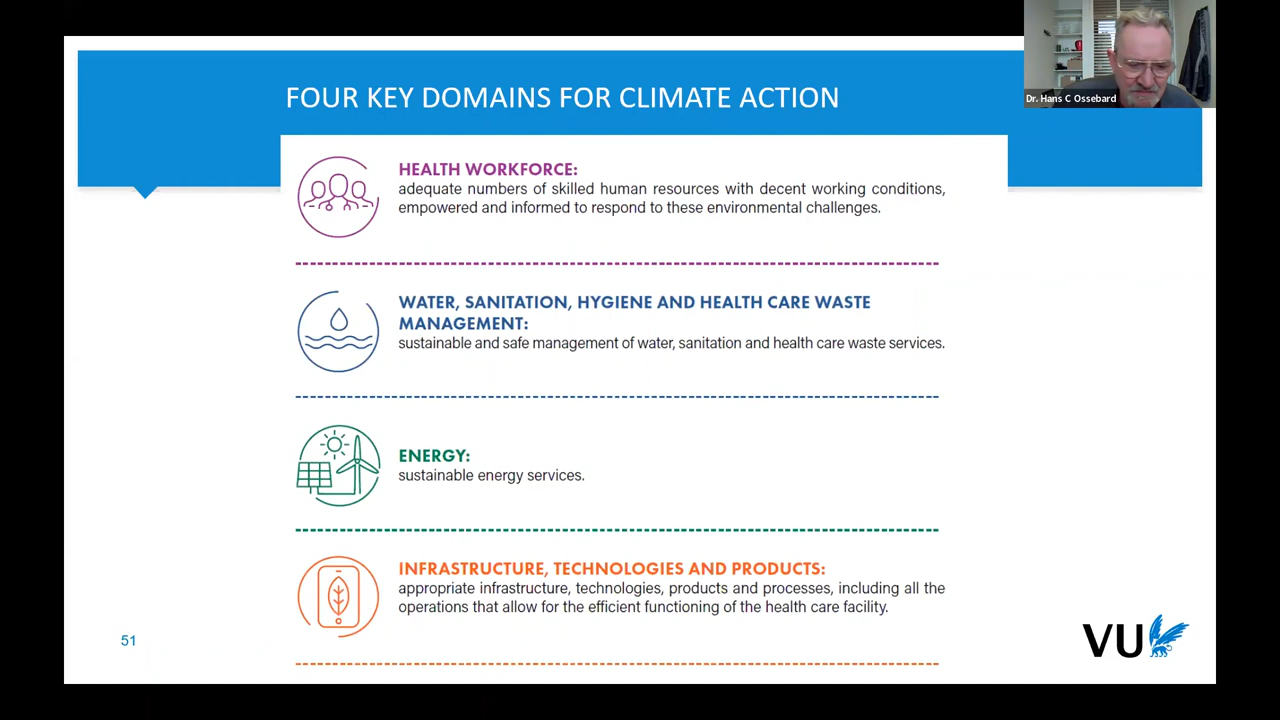 FOUR KEY DOMAINS FOR CLIMATE ACTION
Dr. Hans C Ossebard
HEALTH WORKFORCE:
adequate numbers of skilled human resources with decent working conditions,
empowered and informed to respond to these environmental challenges.
WATER, SANITATION, HYGIENE AND HEALTH CARE WASTE
MANAGEMENT:
sustainable and safe management of water, sanitation and health care waste services.
ENERGY:
sustainable energy services.
INFRASTRUCTURE, TECHNOLOGIES AND PRODUCTS:
appropriate infrastructure, technologies, products and processes, including all the
operations that allow for the efficient functioning of the health care facility.
51
VU